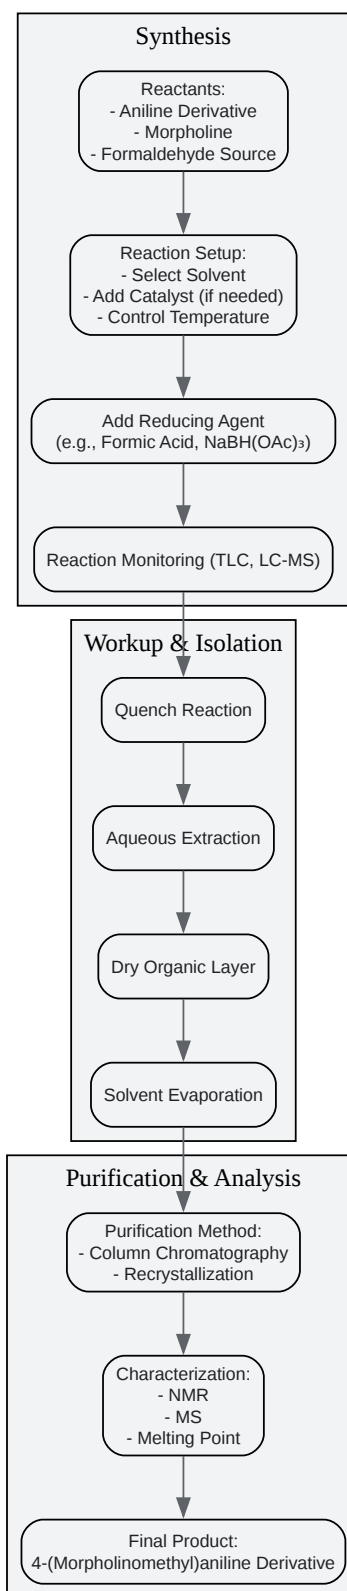 Synthesis
Reactants:
- Aniline Derivative
- Morpholine
- Formaldehyde Source
Reaction Setup:
- Select Solvent
- Add Catalyst (if needed)
- Control Temperature
Add Reducing Agent
(e.g., Formic Acid, NaBH(OAc)₃)
Reaction Monitoring (TLC, LC-MS)
Workup & Isolation
Quench Reaction
Aqueous Extraction
Dry Organic Layer
Solvent Evaporation
Purification & Analysis
Purification Method:
- Column Chromatography
- Recrystallization
Characterization:
- NMR
- MS
- Melting Point
Final Product:
4-(Morpholinomethyl)aniline Derivative